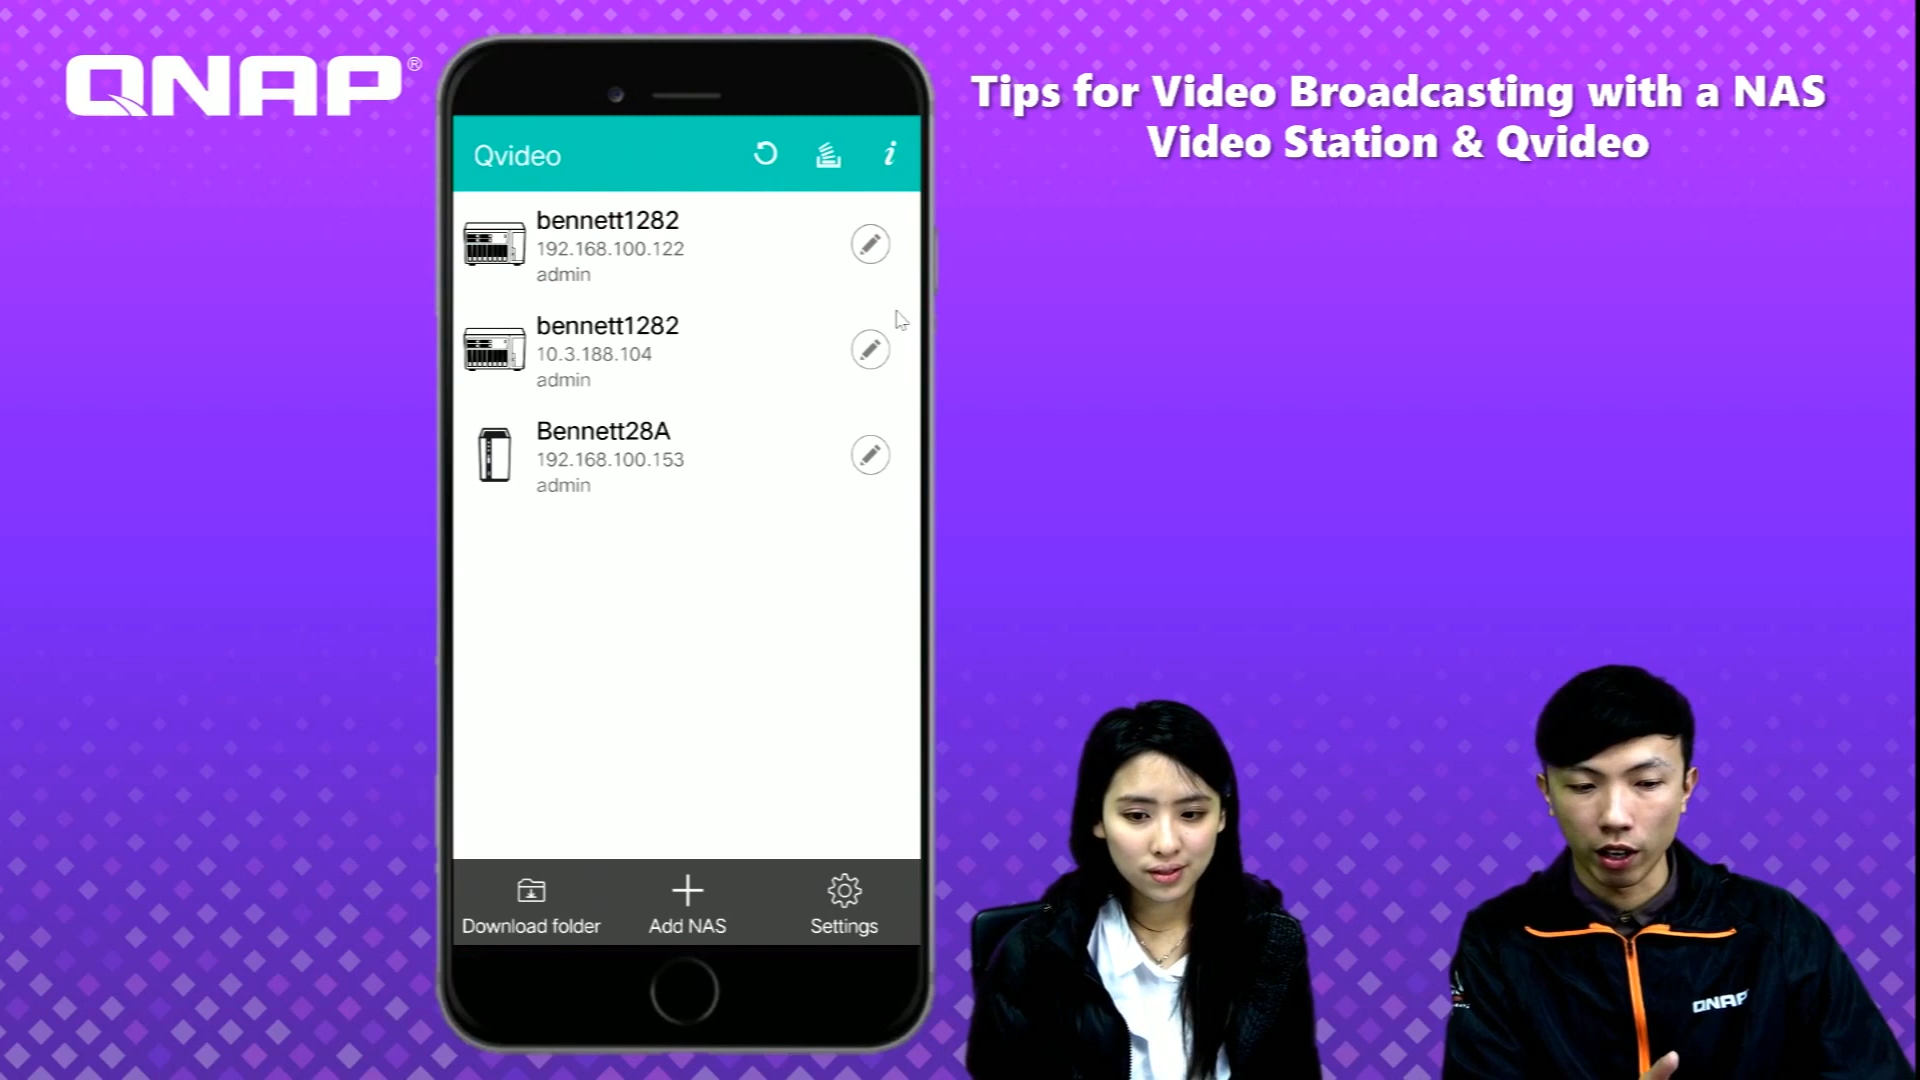 QNAP®
Tips for Video Broadcasting with a NAS
Video Station & Qvideo
Qvideo
bennett1282
192.168.100.122
admin
bennett1282
10.3.188.104
admin
Bennett28A
192.168.100.153
admin
Download folder
Add NAS
Settings
QNAP